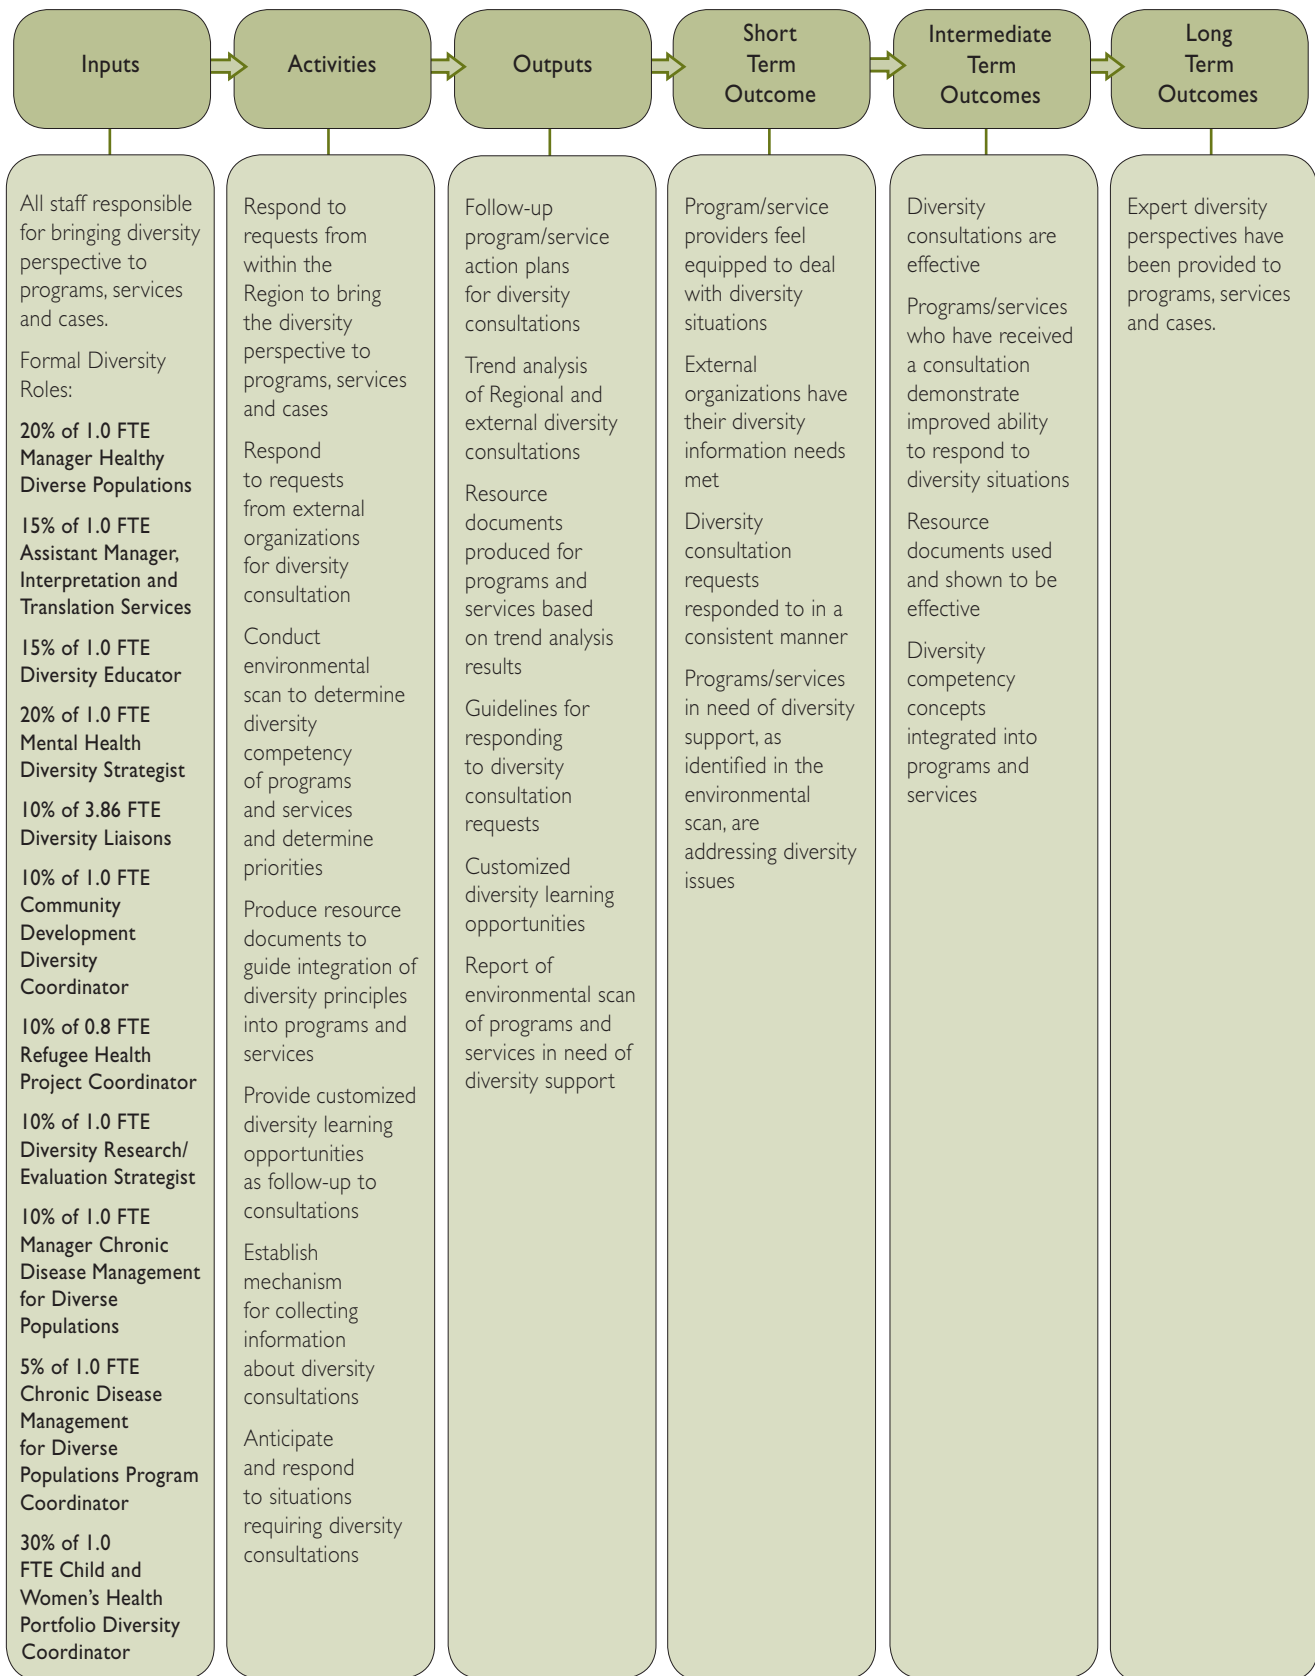 Inputs
Activities
Outputs
Short
Term
Outcome
Intermediate
Term
Outcomes
Long
Term
Outcomes
All staff responsible
for bringing diversity
perspective to
programs, services
and cases.
Formal Diversity
Roles:
20% of 1.0 FTE
Manager Healthy
Diverse Populations
15% of 1.0 FTE
Assistant Manager,
Interpretation and
Translation Services
15% of 1.0 FTE
Diversity Educator
20% of 1.0 FTE
Mental Health
Diversity Strategist
10% of 3.86 FTE
Diversity Liaisons
10% of 1.0 FTE
Community
Development
Diversity
Coordinator
10% of 0.8 FTE
Refugee Health
Project Coordinator
10% of 1.0 FTE
Diversity Research/
Evaluation Strategist
10% of 1.0 FTE
Manager Chronic
Disease Management
for Diverse
Populations
5% of 1.0 FTE
Chronic Disease
Management
for Diverse
Populations Program
Coordinator
30% of 1.0
FTE Child and
Women's Health
Portfolio Diversity
Coordinator
Respond to
requests from
within the
Region to bring
the diversity
perspective to
programs, services
and cases
Respond
to requests
from external
organizations
for diversity
consultation
Conduct
environmental
scan to determine
diversity
competency
of programs
and services
and determine
priorities
Produce resource
documents to
guide integration of
diversity principles
into programs and
services
Provide customized
diversity learning
opportunities
as follow-up to
consultations
Establish
mechanism
for collecting
information
about diversity
consultations
Anticipate
and respond
to situations
requiring diversity
consultations
Follow-up
program/service
action plans
for diversity
consultations
Trend analysis
of Regional and
external diversity
consultations
Resource
documents
produced for
programs and
services based
on trend analysis
results
Guidelines for
responding
to diversity
consultation
requests
Customized
diversity learning
opportunities
Report of
environmental scan
of programs and
services in need of
diversity support
Program/service
providers feel
equipped to deal
with diversity
situations
External
organizations have
their diversity
information needs
met
Diversity
consultation
requests
responded to in a
consistent manner
Programs/services
in need of diversity
support, as
identified in the
environmental
scan, are
addressing diversity
issues
Diversity
consultations are
effective
Programs/services
who have received
a consultation
demonstrate
improved ability
to respond to
diversity situations
Resource
documents used
and shown to be
effective
Diversity
competency
concepts
integrated into
programs and
services
Expert diversity
perspectives have
been provided to
programs, services
and cases.